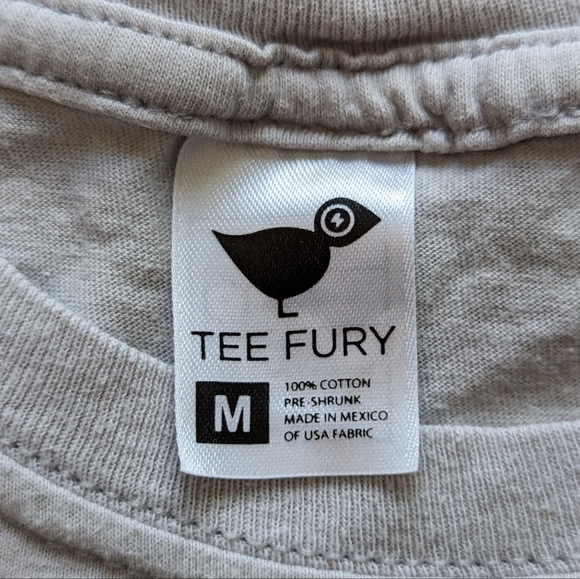 TEE FURY
M
100% COTTON
PRE-SHRUNK
MADE IN MEXICO
OF USA FABRIC